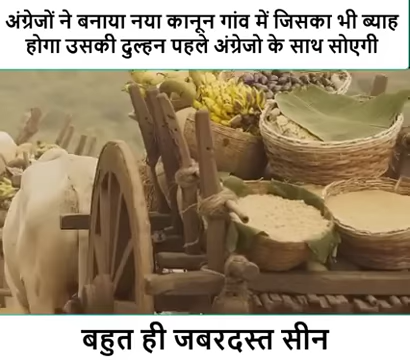 अंग्रेजों ने बनाया नया कानून गांव में जिसका भी ब्याह
होगा उसकी दुल्हन पहले अंग्रेजो के साथ सोएगी
बहुत ही जबरदस्त सीन